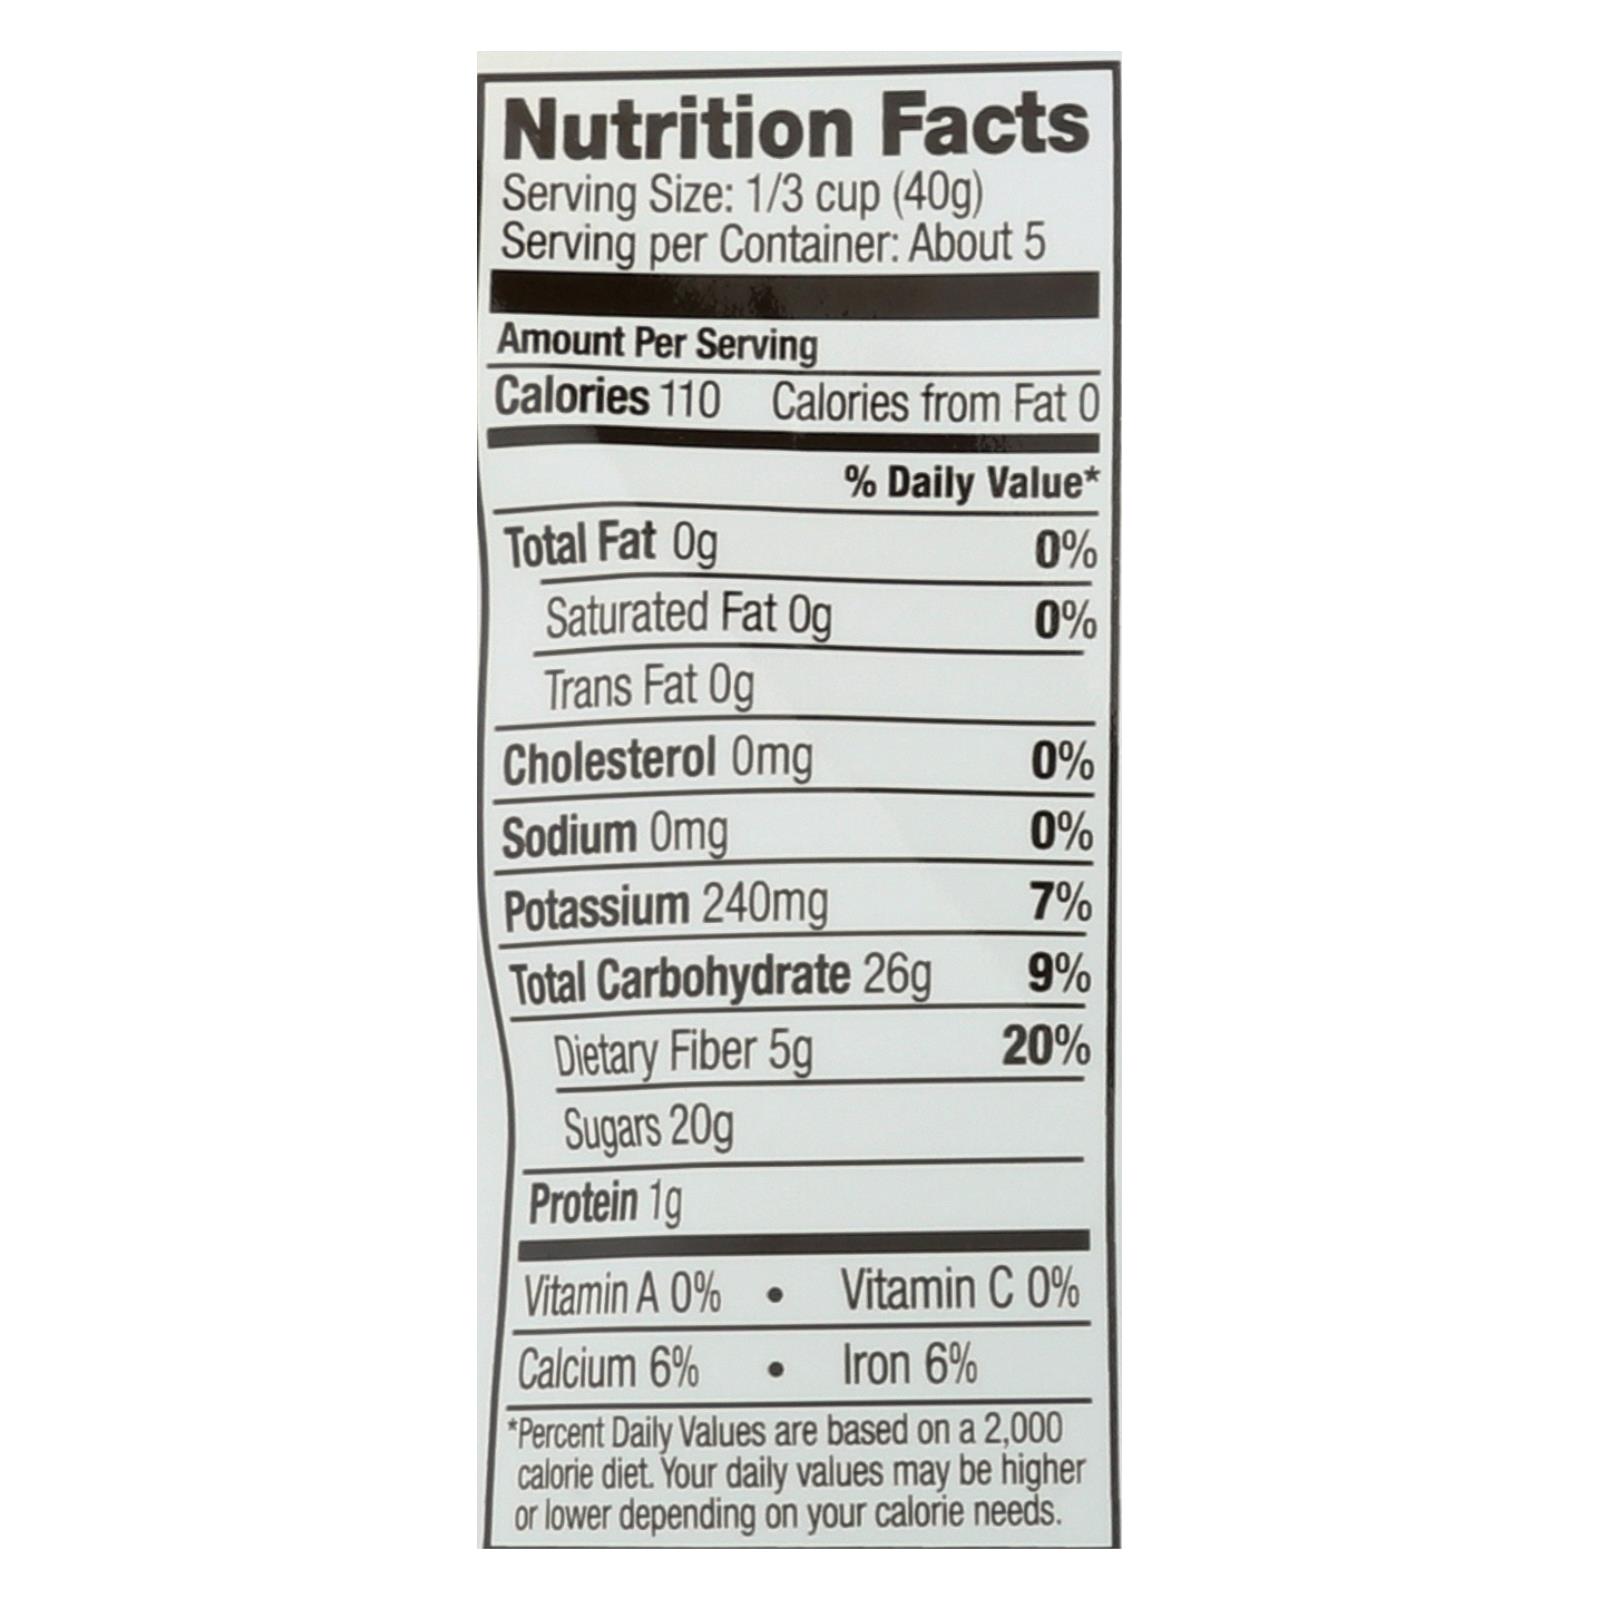 Nutrition Facts
Serving Size: 1/3 cup (40g)
Serving per Container: About 5
Amount Per Serving
Calories 110 Calories from Fat 0
% Daily Value*
Total Fat 0g 0%
Saturated Fat 0g 0%
Trans Fat 0g
Cholesterol 0mg 0%
Sodium 0mg 0%
Potassium 240mg 7%
Total Carbohydrate 26g 9%
Dietary Fiber 5g 20%
Sugars 20g
Protein 1g
Vitamin A 0% • Vitamin C 0%
Calcium 6% • Iron 6%
*Percent Daily Values are based on a 2,000
calorie diet. Your daily values may be higher
or lower depending on your calorie needs.